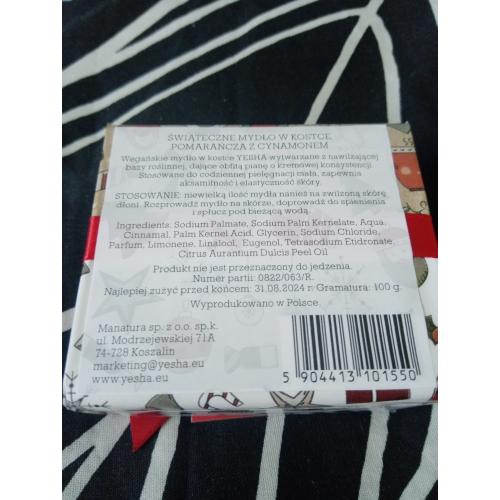 ŚWIĄTECZNE MYDŁO W KOSTCE,
POMARAŃCZA Z CYNAMONEM
Wegańskie mydło w kostce YESHA wytwarzane z nawilżającej
bazy roślinnej, dające obfitą pianę o kremowej konsystencji.
Stosowane do codziennej pielęgnacji ciała, zapewnia
aksamitność i elastyczność skóry.
STOSOWANIE: niewielką ilość mydła nanieś na zwilżoną skórę
dłoni. Rozprowadź mydło na skórze, doprowadź do spienienia
i spłucz pod bieżącą wodą.
Ingredients: Sodium Palmate, Sodium Palm Kernelate, Aqua,
Cinnamal, Palm Kernel Acid, Glycerin, Sodium Chloride,
Parfum, Limonene, Linalool, Eugenol, Tetrasodium Etidronate,
Citrus Aurantium Dulcis Peel Oil
Produkt nie jest przeznaczony do jedzenia.
Numer partii: 0822/063/R.
Najlepiej zużyć przed końcem: 31.08.2024 r. Gramatura: 100 g.
Wyprodukowano w Polsce.
Manatura sp. z o.o. sp.k.
ul. Modrzejewskiej 71A
74-728 Koszalin
marketing@yesha.eu
www.yesha.eu
5 904413 101550